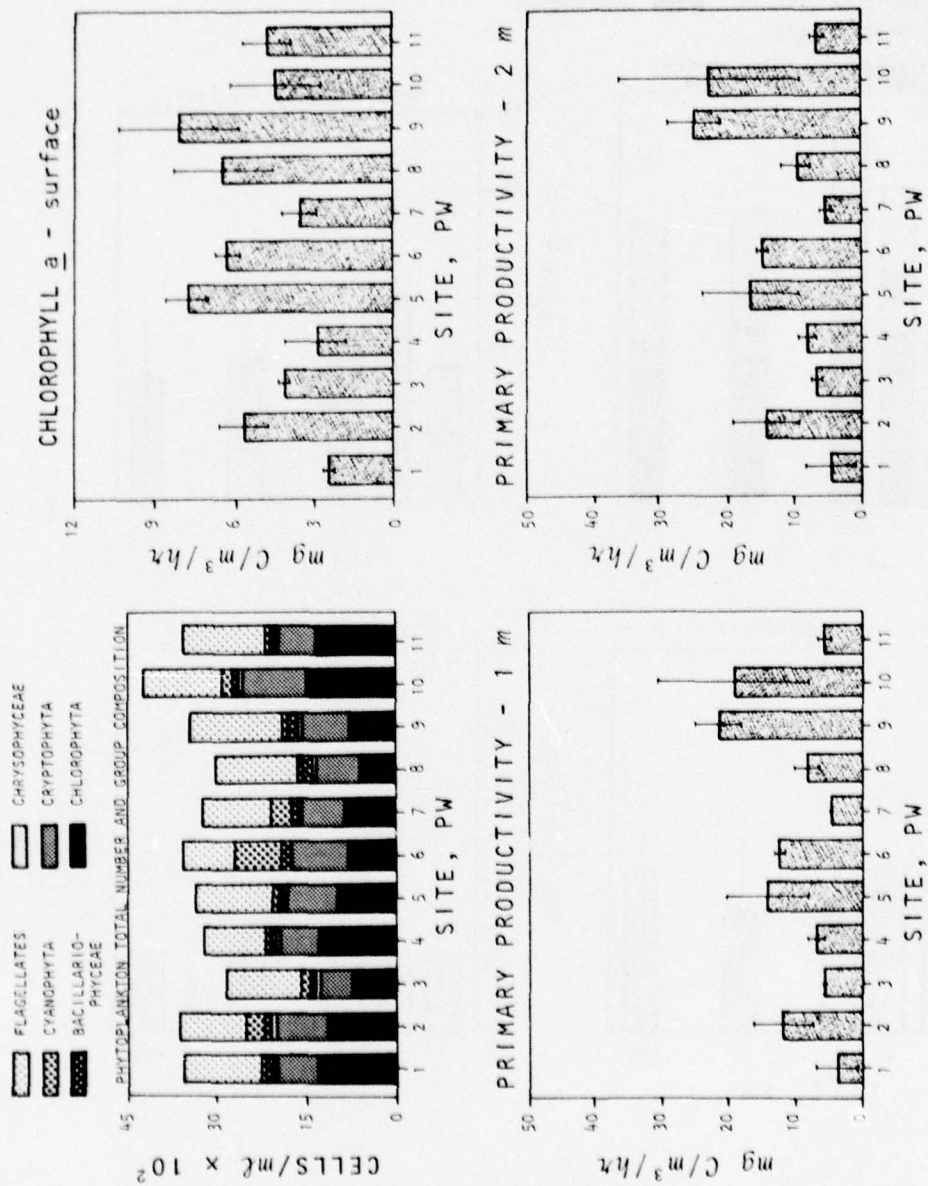 FLAGELLATES
CHRYSOPHYCEAE
CYANOPHYTA
CRYPTOPHYTA
BACILLARIO-
PHYCEAE
CHLOROPHYTA
PHYTOPLANKTON TOTAL NUMBER AND GROUP COMPOSITION
CELLS/mℓ × 10²
45
30
15
0
1 2 3 4 5 6 7 8 9 10 11
SITE, PW
CHLOROPHYLL a - surface
mg C/m³/hr
12
9
6
3
0
1 2 3 4 5 6 7 8 9 10 11
SITE, PW
PRIMARY PRODUCTIVITY - 1 m
mg C/m³/hr
50
40
30
20
10
0
1 2 3 4 5 6 7 8 9 10 11
SITE, PW
PRIMARY PRODUCTIVITY - 2 m
mg C/m³/hr
50
40
30
20
10
0
1 2 3 4 5 6 7 8 9 10 11
SITE, PW